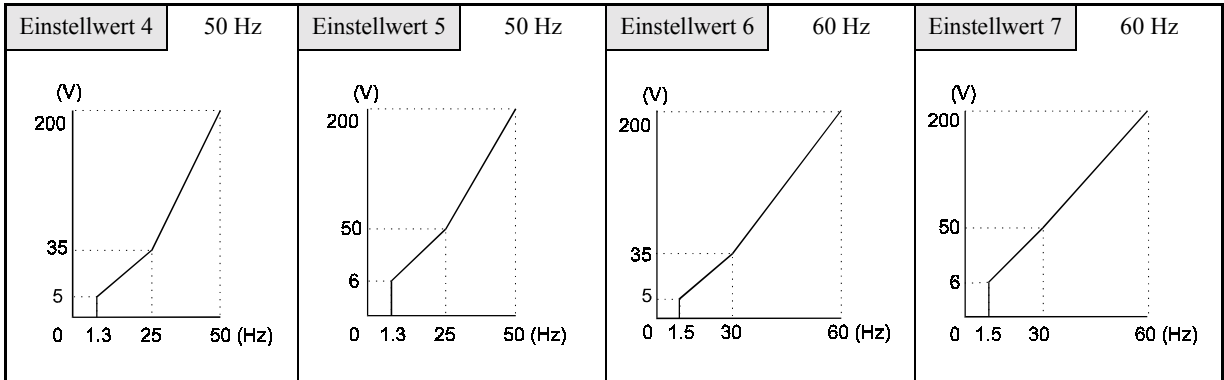 Einstellwert 4 50 Hz
(V)
200
35
5
0 1.3 25 50 (Hz)
Einstellwert 5 50 Hz
(V)
200
50
6
0 1.3 25 50 (Hz)
Einstellwert 6 60 Hz
(V)
200
35
5
0 1.5 30 60 (Hz)
Einstellwert 7 60 Hz
(V)
200
50
6
0 1.5 30 60 (Hz)